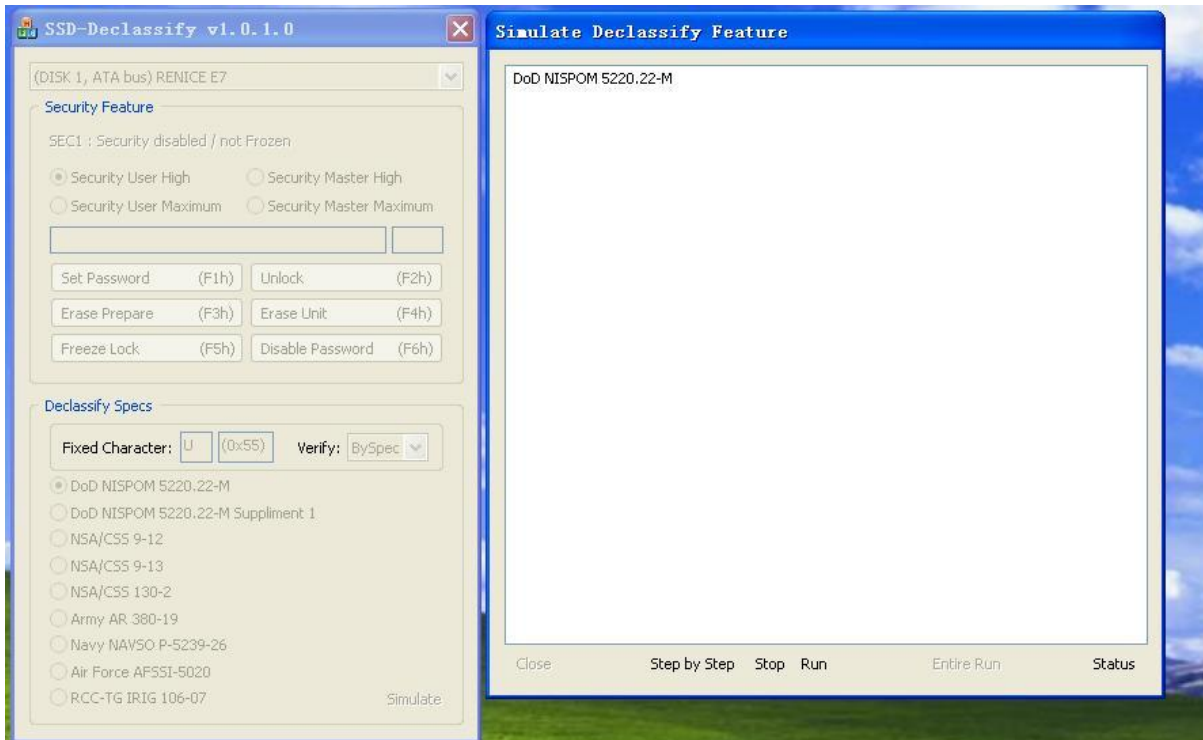 SSD-Declassify v1.0.1.0
(DISK 1, ATA bus) RENICE E7
Security Feature
SEC1 : Security disabled / not Frozen
Security User High Security Master High
Security User Maximum Security Master Maximum
Set Password (F1h) Unlock (F2h)
Erase Prepare (F3h) Erase Unit (F4h)
Freeze Lock (F5h) Disable Password (F6h)
Declassify Specs
Fixed Character: U (0x55) Verify: BySpec
DoD NISPOM 5220.22-M
DoD NISPOM 5220.22-M Suppliment 1
NSA/CSS 9-12
NSA/CSS 9-13
NSA/CSS 130-2
Army AR 380-19
Navy NAVSO P-5239-26
Air Force AFSSI-5020
RCC-TG IRIG 106-07 Simulate
Simulate Declassify Feature
DoD NISPOM 5220.22-M
Close Step by Step Stop Run Entire Run Status